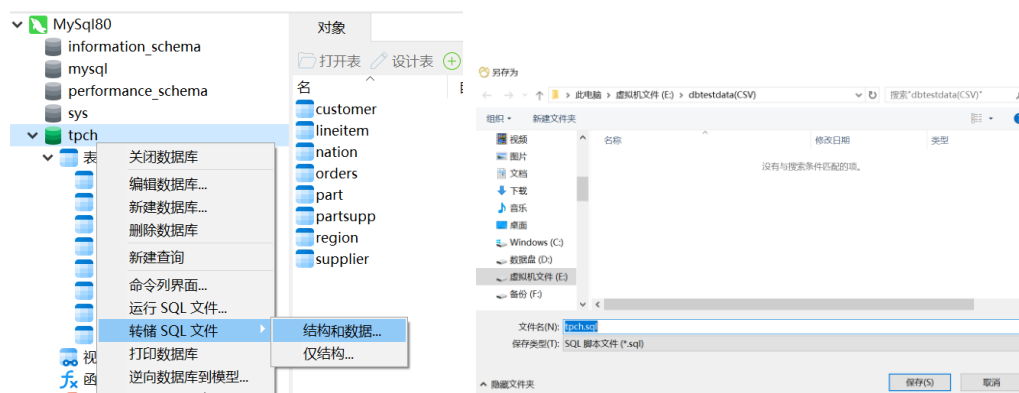 MySql80
information_schema
mysql
performance_schema
sys
tpch
表
关闭数据库
编辑数据库...
新建数据库...
删除数据库
新建查询
命令列界面...
运行 SQL 文件...
转储 SQL 文件
打印数据库
逆向数据库到模型...
视
函
结构和数据...
仅结构...
对象
打开表 设计表
名
customer
lineitem
nation
orders
part
partsupp
region
supplier
另存为
此电脑 › 虚拟机文件 (E:) › dbtestdata(CSV)
搜索"dbtestdata(CSV)"
组织 新建文件夹
名称 修改日期 类型
没有与搜索条件匹配的项。
视频
图片
文档
下载
音乐
桌面
Windows (C:)
数据盘 (D:)
虚拟机文件 (E:)
备份 (F:)
文件名(N): tpch.sql
保存类型(T): SQL 脚本文件 (*.sql)
隐藏文件夹
保存(S) 取消